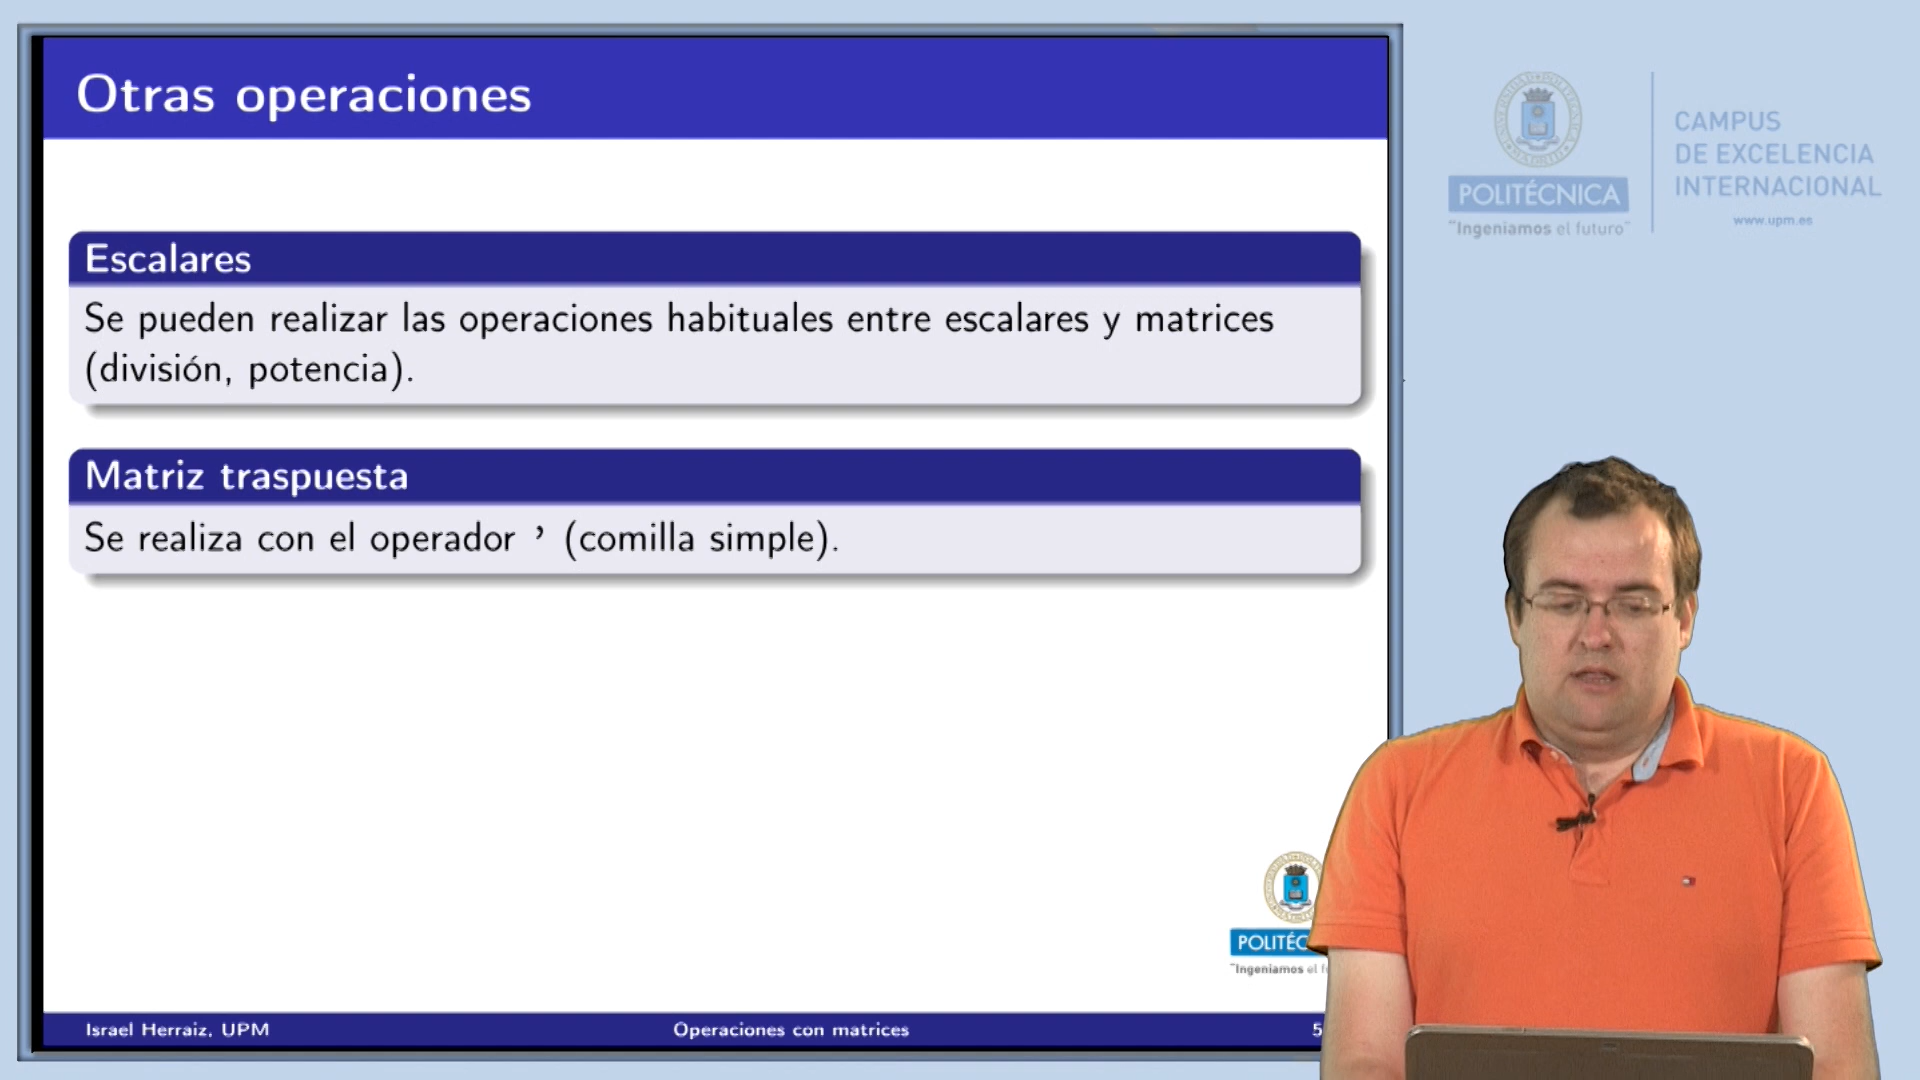 Otras operaciones
Escalares
Se pueden realizar las operaciones habituales entre escalares y matrices
(división, potencia).
Matriz traspuesta
Se realiza con el operador ' (comilla simple).
"Ingeniamos el
Israel Herraiz, UPM
Operaciones con matrices
5
POLITÉCNICA
"Ingeniamos el futuro"
CAMPUS
DE EXCELENCIA
INTERNACIONAL
www.upm.es